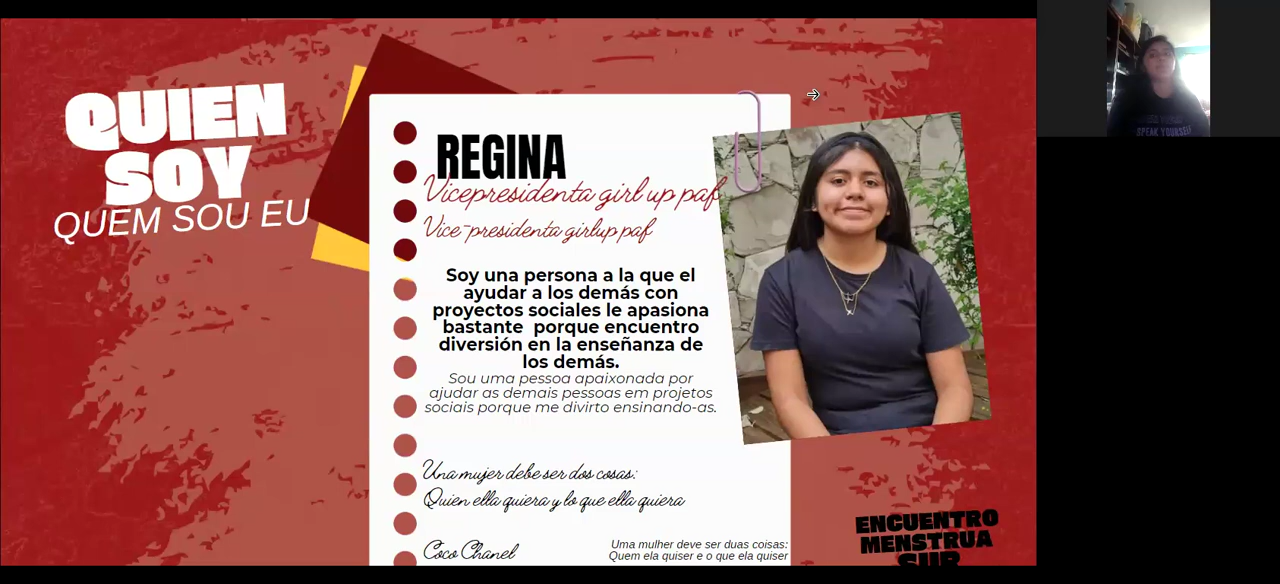 QUIEN
SOY
QUEM SOU EU
REGINA
Vicepresidenta girl up paf
Vice-presidenta girlup paf
Soy una persona a la que el
ayudar a los demás con
proyectos sociales le apasiona
bastante porque encuentro
diversión en la enseñanza de
los demás.
Sou uma pessoa apaixonada por
ajudar as demais pessoas em projetos
sociais porque me divirto ensinando-as.
Una mujer debe ser dos cosas:
Quien ella quiera y lo que ella quiera
Coco Chanel
Uma mulher deve ser duas coisas:
Quem ela quiser e o que ela quiser
ENCUENTRO
MENSTRUA
SUR
SPEAK YOURSELF